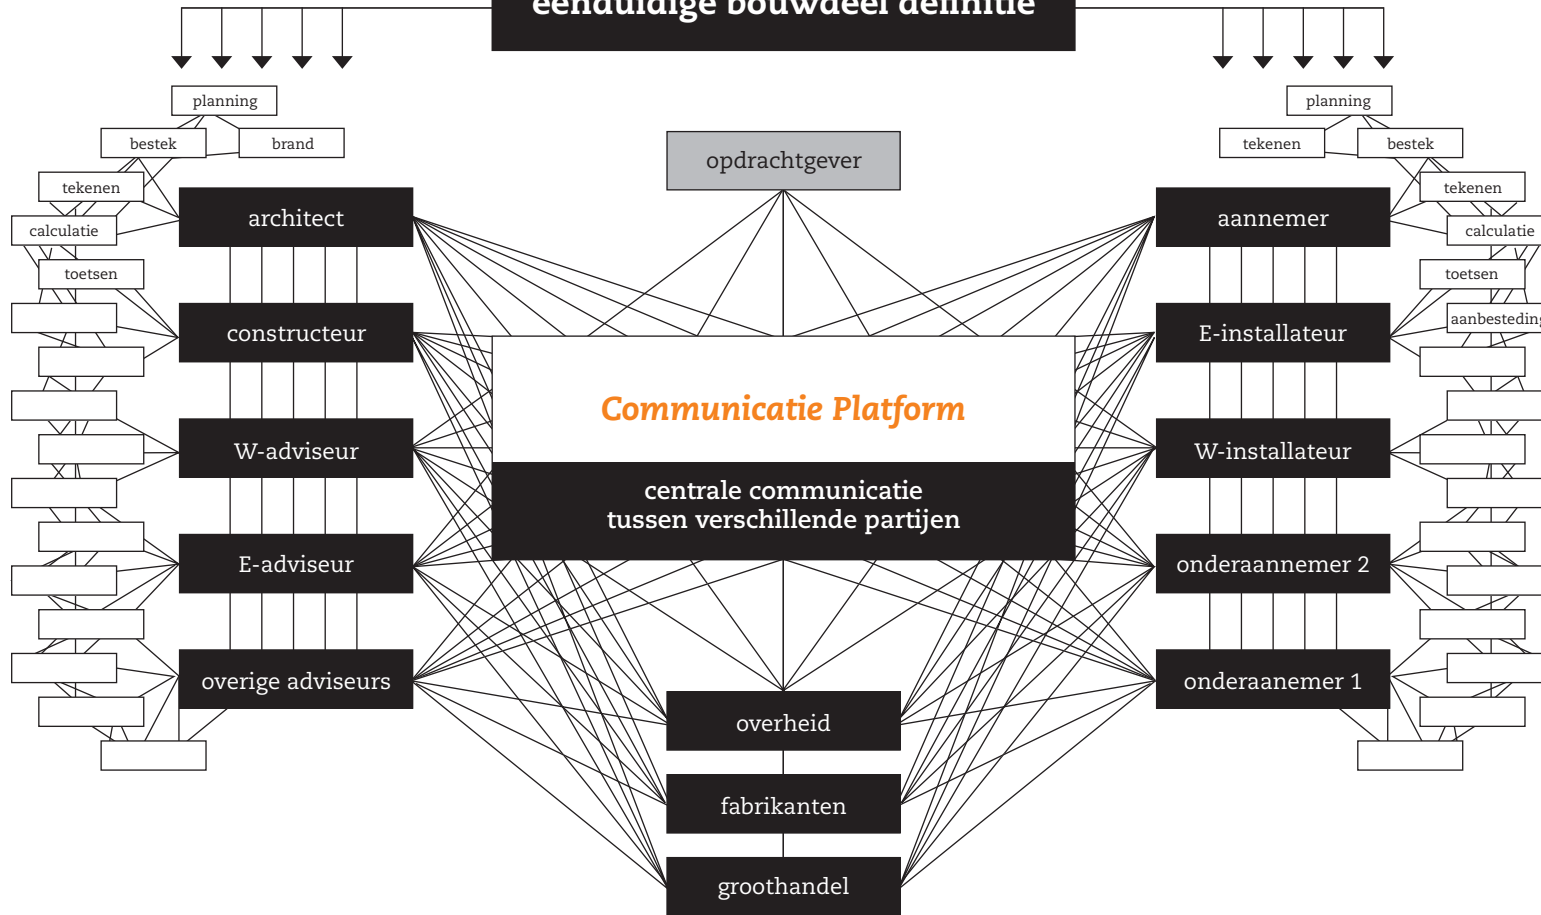 eenduidige bouwdeel definitie
planning
planning
bestek
brand
tekenen
bestek
opdrachtgever
tekenen
tekenen
architect
aannemer
calculatie
calculatie
toetsen
toetsen
constructeur
E-installateur
aanbesteding
Communicatie Platform
W-adviseur
W-installateur
centrale communicatie
tussen verschillende partijen
E-adviseur
onderaannemer 2
overige adviseurs
onderaanemer 1
overheid
fabrikanten
groothandel